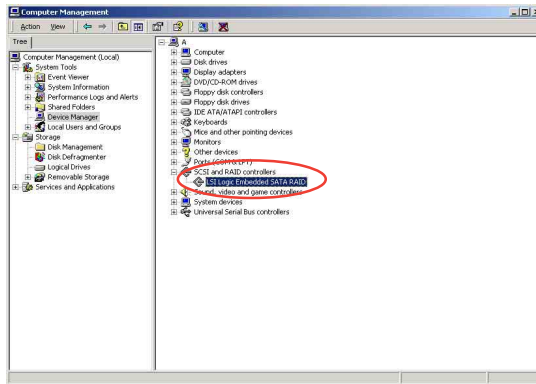 Computer Management
Action View
Tree
Computer Management (Local)
System Tools
Event Viewer
System Information
Performance Logs and Alerts
Shared Folders
Device Manager
Local Users and Groups
Storage
Disk Management
Disk Defragmenter
Logical Drives
Removable Storage
Services and Applications
A
Computer
Disk drives
Display adapters
DVD/CD-ROM drives
Floppy disk controllers
Floppy disk drives
IDE ATA/ATAPI controllers
Keyboards
Mice and other pointing devices
Monitors
Other devices
Ports (COM & LPT)
SCSI and RAID controllers
LSI Logic Embedded SATA RAID
Sound, video and game controllers
System devices
Universal Serial Bus controllers